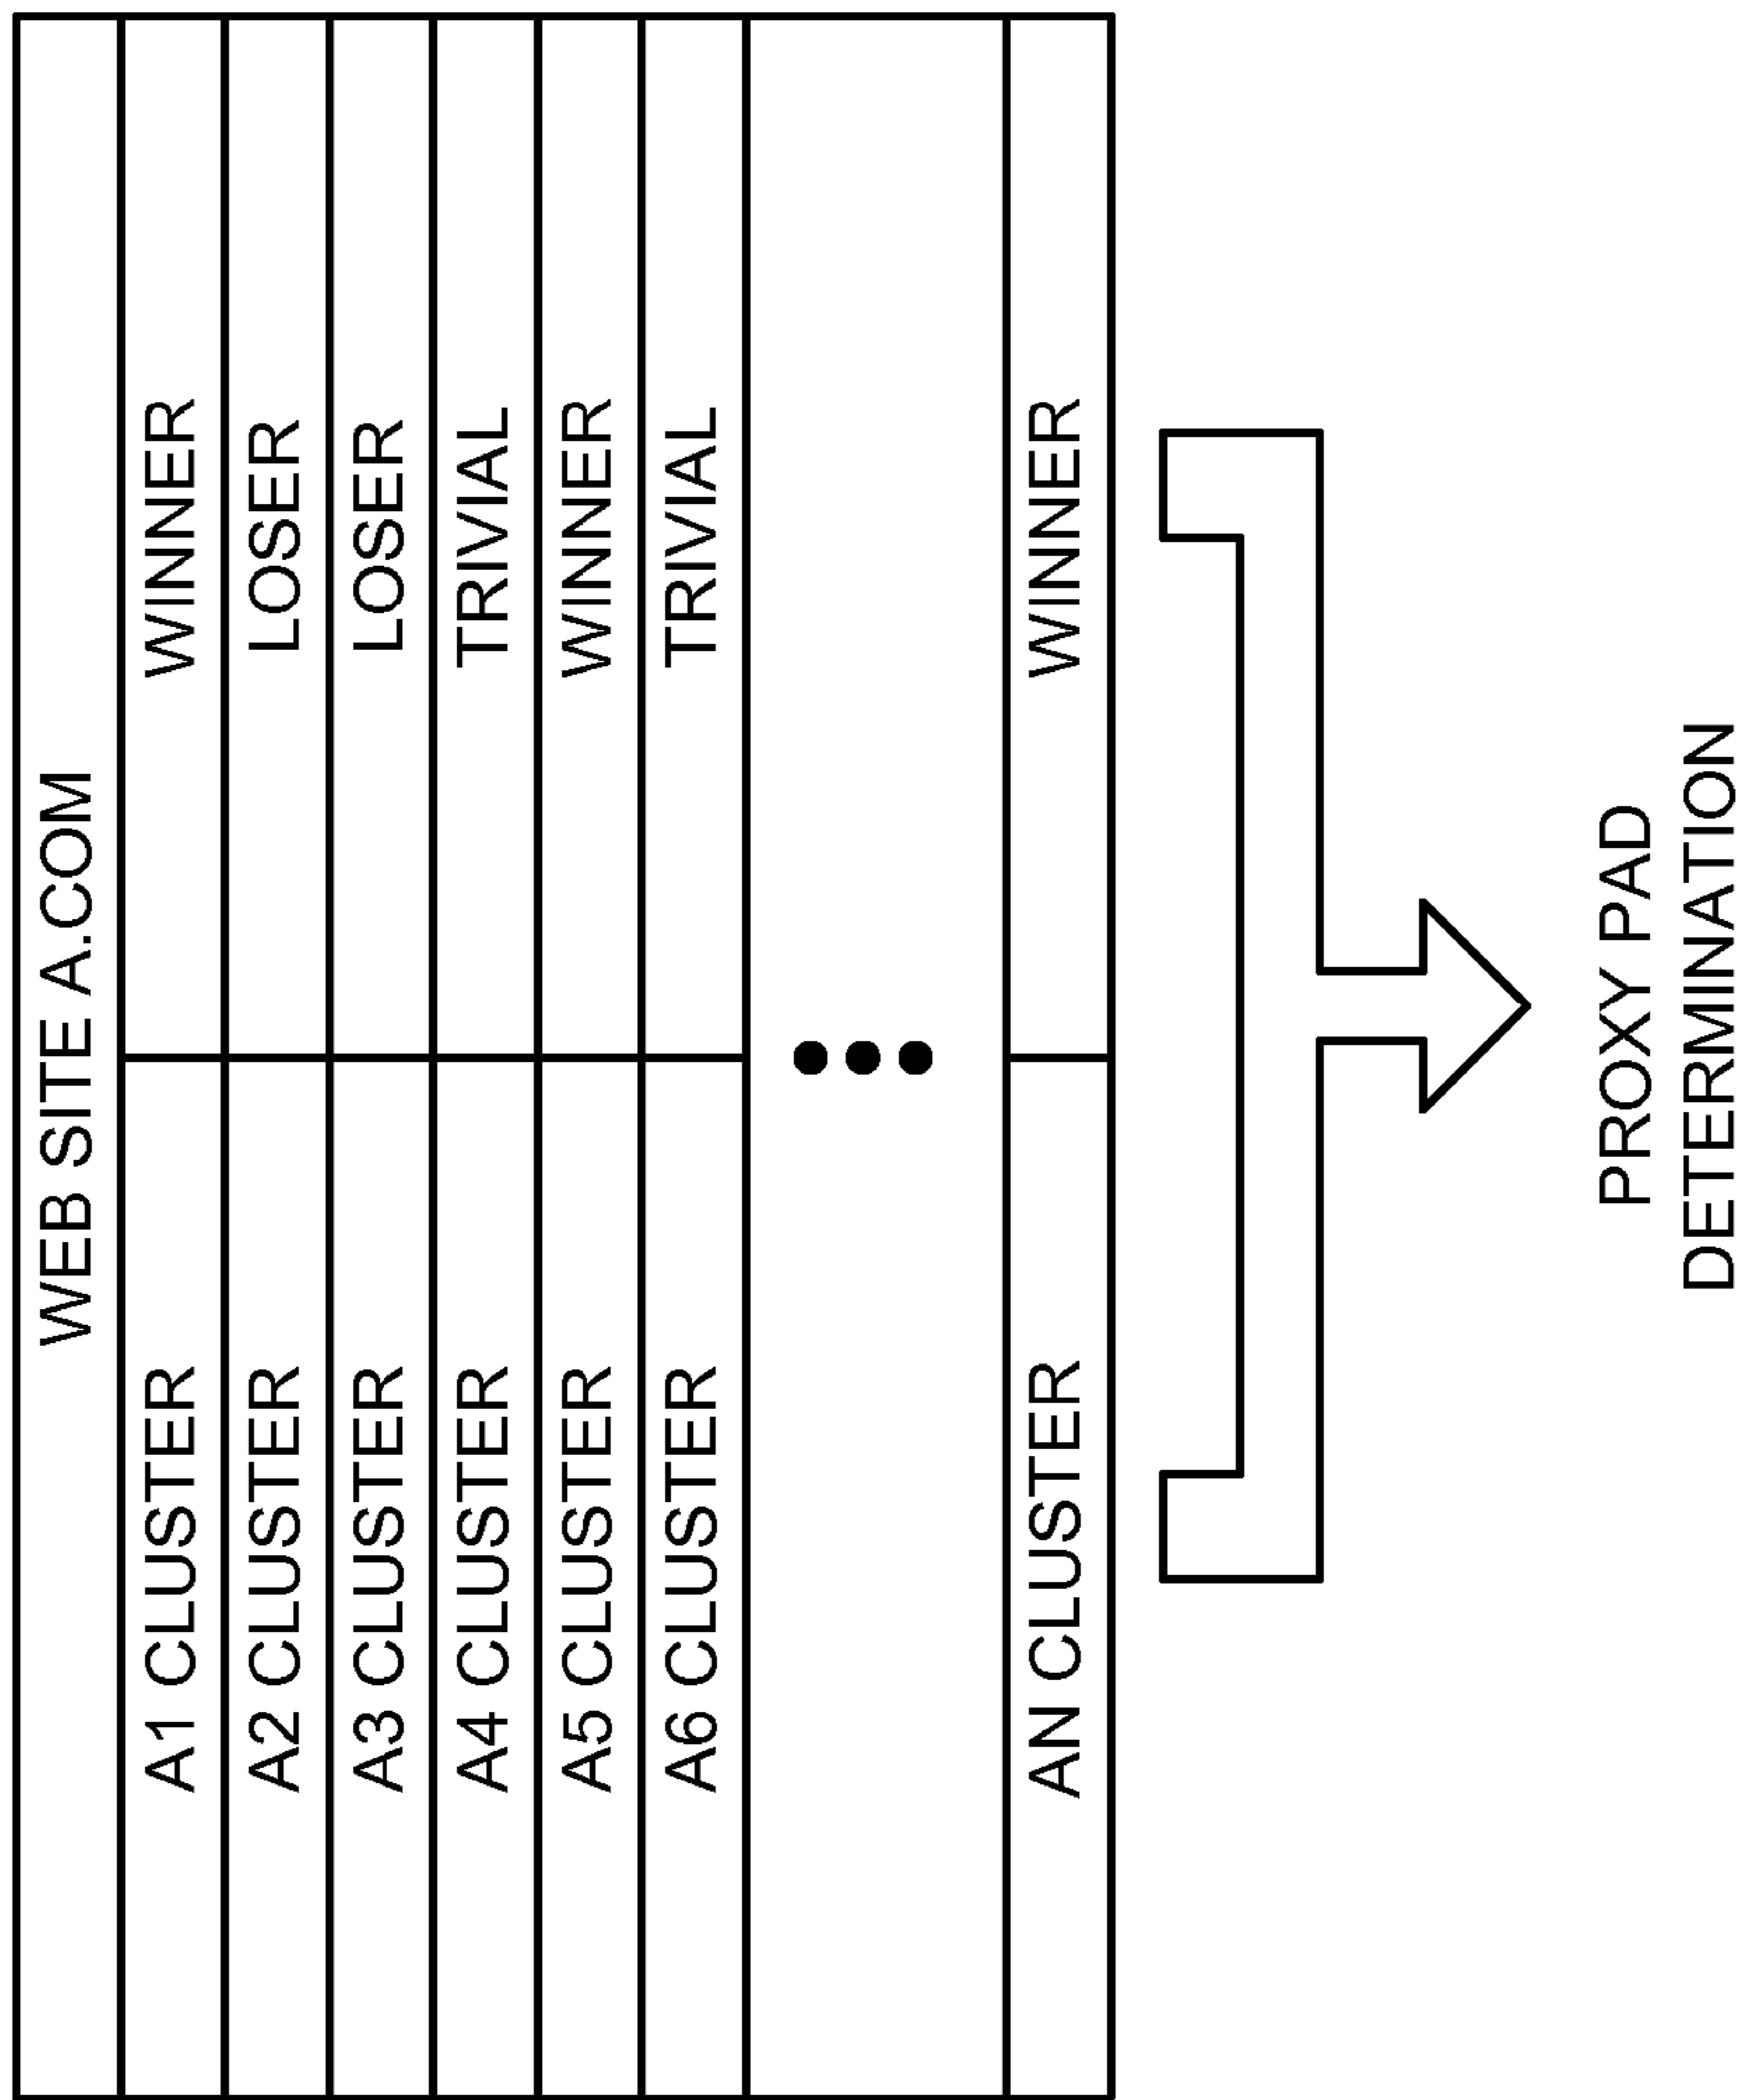 WEB SITE A.COM
A1 CLUSTER WINNER
A2 CLUSTER LOSER
A3 CLUSTER LOSER
A4 CLUSTER TRIVIAL
A5 CLUSTER WINNER
A6 CLUSTER TRIVIAL
AN CLUSTER WINNER
PROXY PAD
DETERMINATION